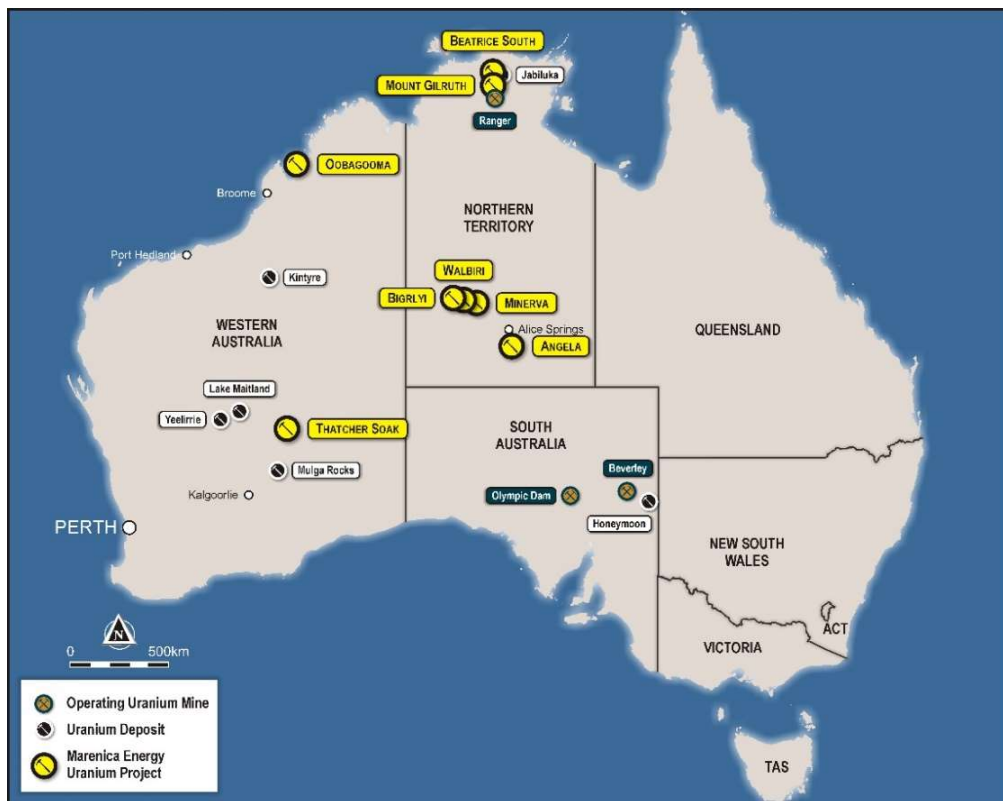 BEATRICE SOUTH
Jabiluka
MOUNT GILRUTH
Ranger
OOBAGOOMA
Broome
NORTHERN
TERRITORY
Port Hedland
Kintyre
WALBIRI
BIGRLYI
MINERVA
Alice Springs
ANGELA
WESTERN
AUSTRALIA
QUEENSLAND
Lake Maitland
Yeelirrie
THATCHER SOAK
SOUTH
AUSTRALIA
Mulga Rocks
Beverley
Kalgoorlie
Olympic Dam
Honeymoon
PERTH
NEW SOUTH
WALES
N
ACT
0 500km
VICTORIA
Operating Uranium Mine
Uranium Deposit
MARENICA ENERGY
URANIUM PROJECT
TAS